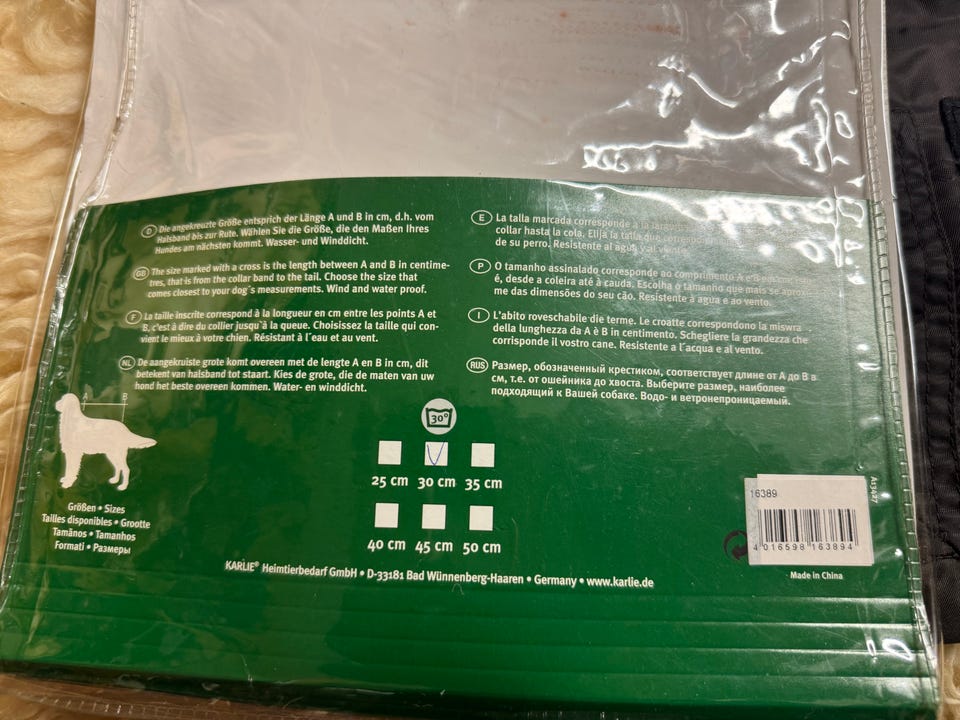 D Die angekreuzte Größe entsprich der Länge A und B in cm, d.h. vom
Halsband bis zur Rute. Wählen Sie die Größe, die den Maßen Ihres
Hundes am nächsten kommt. Wasser- und Winddicht.
GB The size marked with a cross is the length between A and B in centime-
tres, that is from the collar band to the tail. Choose the size that
comes closest to your dog´s measurements. Wind and water proof.
F La taille inscrite correspond à la longueur en cm entre les points A et
B, c'est à dire du collier jusqu´à la queue. Choisissez la taille qui con-
vient le mieux à votre chien. Résistant à l´eau et au vent.
NL De aangekruiste grote komt overeen met de lengte A en B in cm, dit
betekent van halsband tot staart. Kies de grote, die de maten van uw
hond het beste overeen kommen. Water- en winddicht.
E La talla marcada corresponde a la
collar hasta la cola. Elija la talla que
de su perro. Resistente al agua y al viento.
P O tamanho assinalado corresponde ao comprimento A e B em cm, isto
é, desde a coleira até à cauda. Escolha o tamanho que mais se aproxi-
me das dimensões do seu cão. Resistente à agua e ao vento.
I L'abito roveschabile die terme. Le croatte correspondono la miswra
della lunghezza da A è B in centimento. Schegliere la grandezza che
corrisponde il vostro cane. Resistente a l´acqua e al vento.
RUS Размер, обозначенный крестиком, соответствует длине от A до B в
см, т.е. от ошейника до хвоста. Выберите размер, наиболее
подходящий к Вашей собаке. Водо- и ветронепроницаемый.
A B
30°
25 cm 30 cm 35 cm
40 cm 45 cm 50 cm
Größen • Sizes
Tailles disponibles • Grootte
Tamãnos • Tamanhos
Formati • Размеры
KARLIE® Heimtierbedarf GmbH • D-33181 Bad Wünnenberg-Haaren • Germany • www.karlie.de
16389
4 016598 163894
A13427
Made in China